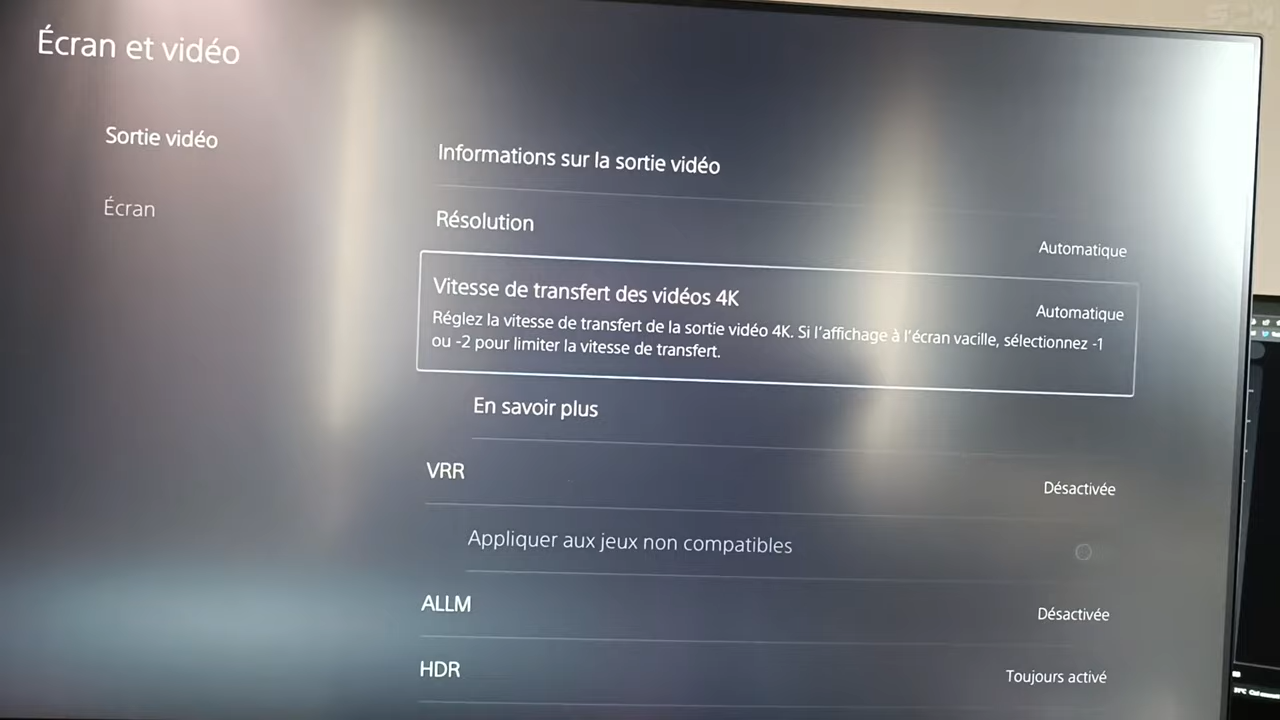 Écran et vidéo
Sortie vidéo
Écran
Informations sur la sortie vidéo
Résolution
Automatique
Vitesse de transfert des vidéos 4K
Automatique
Réglez la vitesse de transfert de la sortie vidéo 4K. Si l'affichage à l'écran vacille, sélectionnez -1
ou -2 pour limiter la vitesse de transfert.
En savoir plus
VRR
Désactivée
Appliquer aux jeux non compatibles
ALLM
Désactivée
HDR
Toujours activé